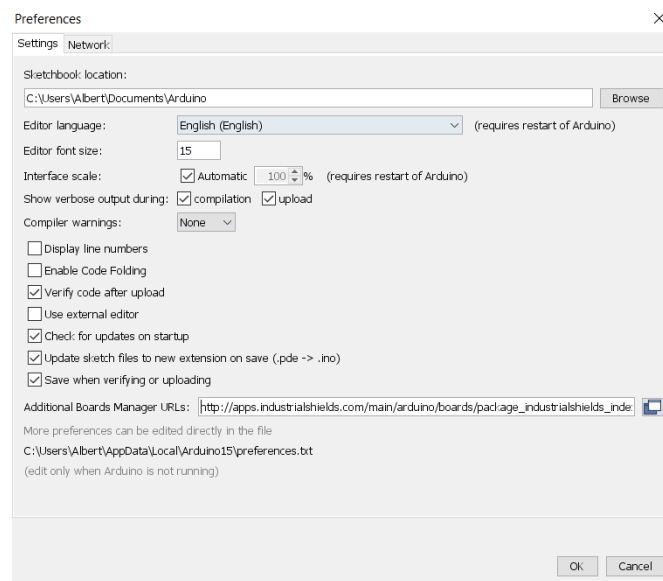 Preferences
Settings Network
Sketchbook location:
C:\Users\Albert\Documents\Arduino Browse
Editor language: English (English) (requires restart of Arduino)
Editor font size: 15
Interface scale: Automatic 100 % (requires restart of Arduino)
Show verbose output during: compilation upload
Compiler warnings: None
Display line numbers
Enable Code Folding
Verify code after upload
Use external editor
Check for updates on startup
Update sketch files to new extension on save (.pde -> .ino)
Save when verifying or uploading
Additional Boards Manager URLs: http://apps.industrialshields.com/main/arduino/boards/package_industrialshields_inde
More preferences can be edited directly in the file
C:\Users\Albert\AppData\Local\Arduino15\preferences.txt
(edit only when Arduino is not running)
OK Cancel